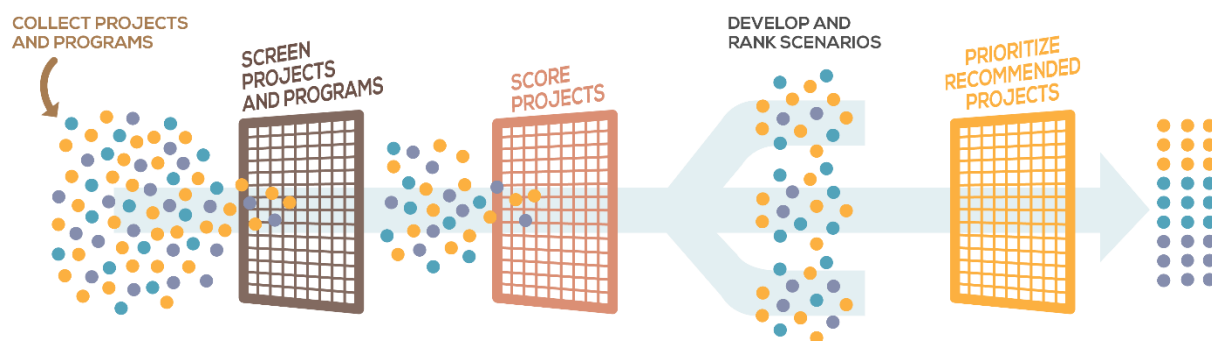 COLLECT PROJECTS
AND PROGRAMS
SCREEN
PROJECTS
AND PROGRAMS
SCORE
PROJECTS
DEVELOP AND
RANK SCENARIOS
PRIORITIZE
RECOMMENDED
PROJECTS